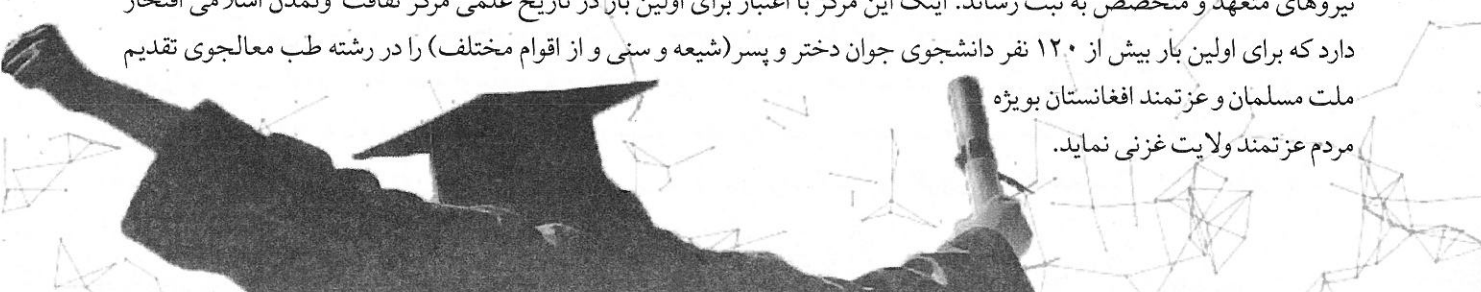 نیروهای متعهد و متخصص به ثبت رساند. اینک این مرکز با اعتبار برای اولین بار در تاریخ علمی مرکز ثقافت وتمدن اسلامی افتخار
دارد که برای اولین بار بیش از ۱۲۰ نفر دانشجوی جوان دختر و پسر (شیعه و سنی و از اقوام مختلف) را در رشته طب معالجوی تقدیم
ملت مسلمان و عزتمند افغانستان بویژه
مردم عزتمند ولایت غزنی نماید.